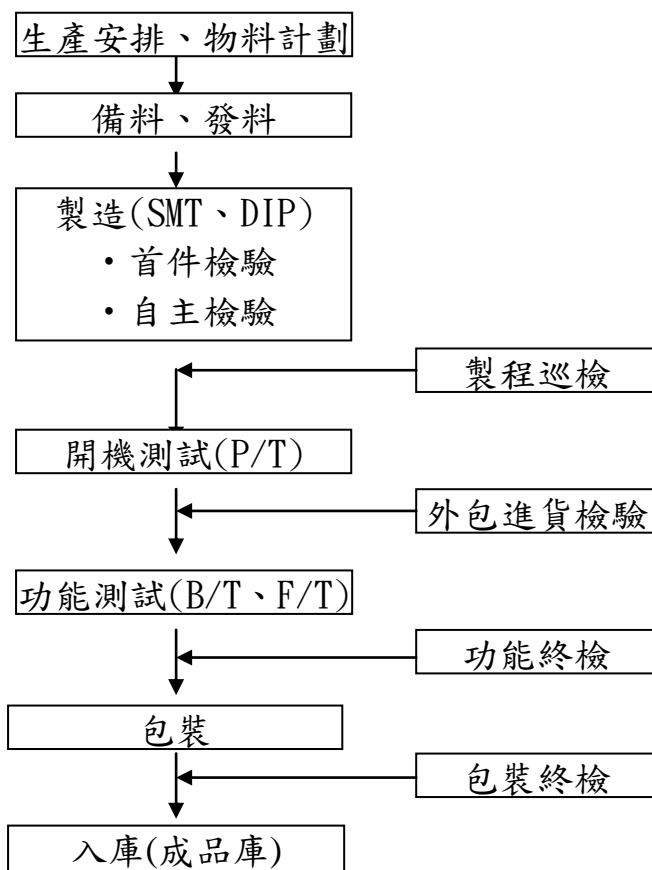 生產安排、物料計劃
備料、發料
製造(SMT、DIP)
・首件檢驗
・自主檢驗
製程巡檢
開機測試(P/T)
外包進貨檢驗
功能測試(B/T、F/T)
功能終檢
包裝
包裝終檢
入庫(成品庫)